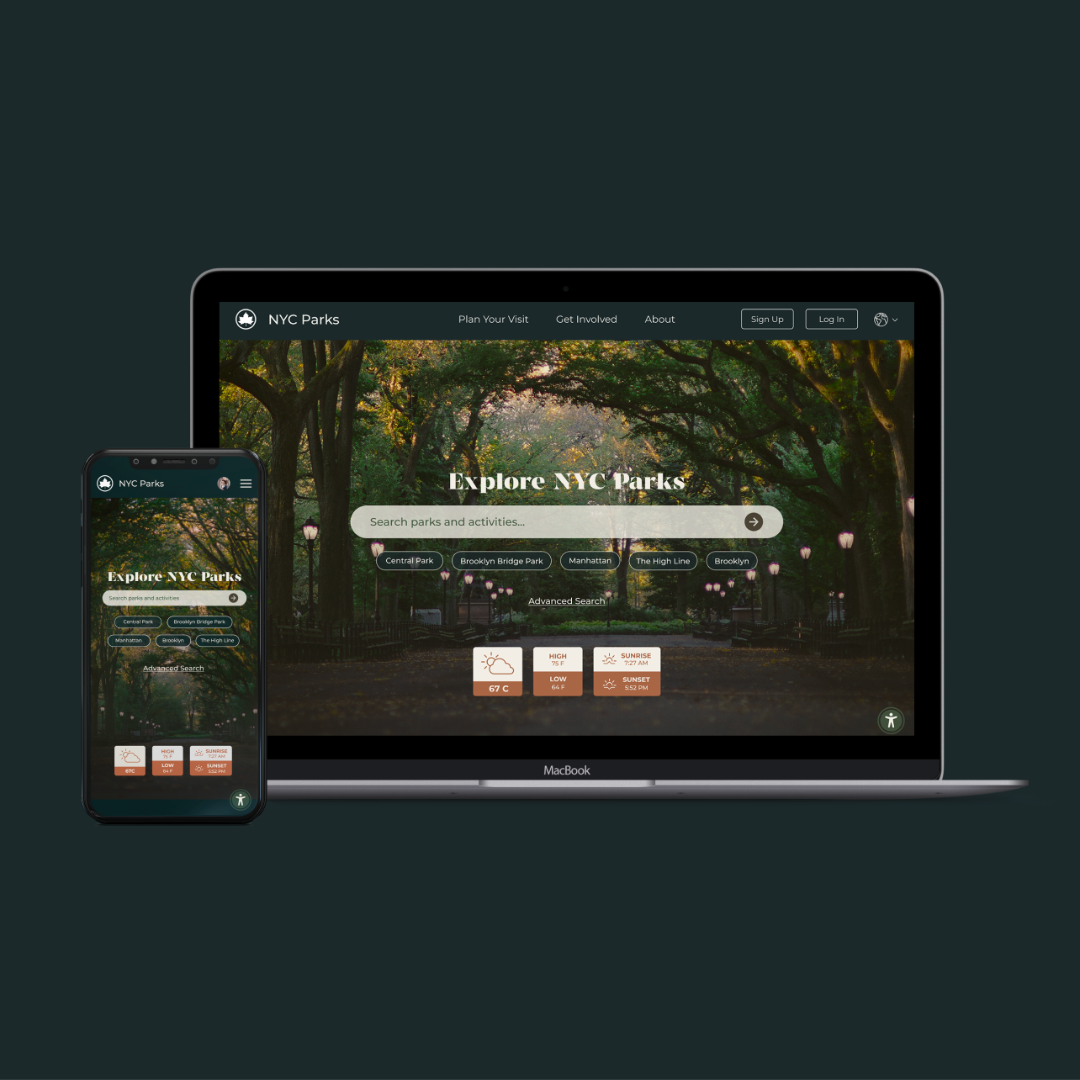 NYC Parks
Plan Your Visit
Get Involved
About
Sign Up
Log In
Explore NYC Parks
Search parks and activities...
Central Park
Brooklyn Bridge Park
Manhattan
The High Line
Brooklyn
Advanced Search
67 C
HIGH
75 F
LOW
64 F
SUNRISE
7:27 AM
SUNSET
5:52 PM
MacBook
NYC Parks
Explore NYC Parks
Search parks and activities
Central Park
Brooklyn Bridge Park
Manhattan
Brooklyn
The High Line
Advanced Search
67C
HIGH
75 F
LOW
64 F
SUNRISE
7:27 AM
SUNSET
5:52 PM